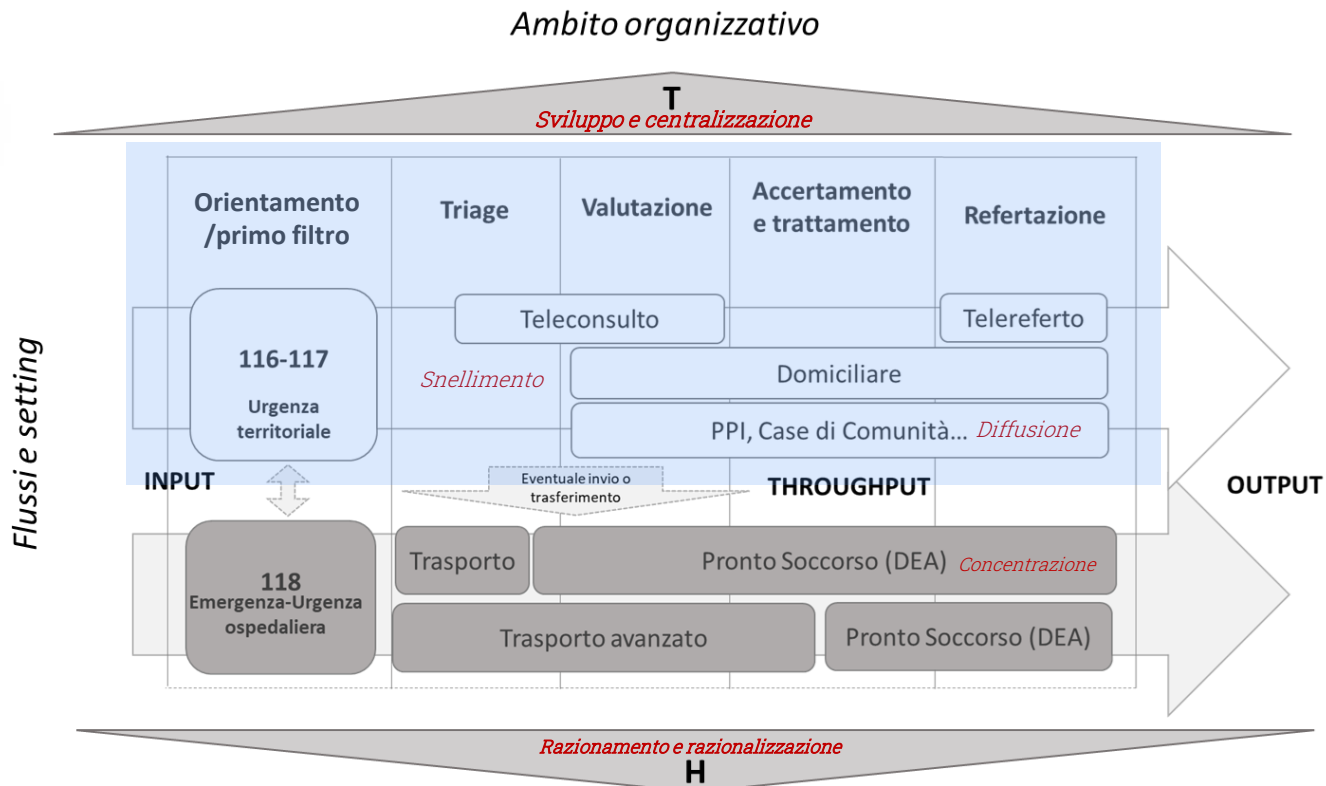 Ambito organizzativo
T
Sviluppo e centralizzazione
Orientamento
/primo filtro
Triage
Valutazione
Accertamento
e trattamento
Refertazione
Flussi e setting
116-117
Urgenza
territoriale
Teleconsulto
Telereferto
Snellimento
Domiciliare
PPI, Case di Comunità... Diffusione
INPUT
Eventuale invio o
trasferimento
THROUGHPUT
OUTPUT
118
Emergenza-Urgenza
ospedaliera
Trasporto
Pronto Soccorso (DEA) Concentrazione
Trasporto avanzato
Pronto Soccorso (DEA)
Razionamento e razionalizzazione
H